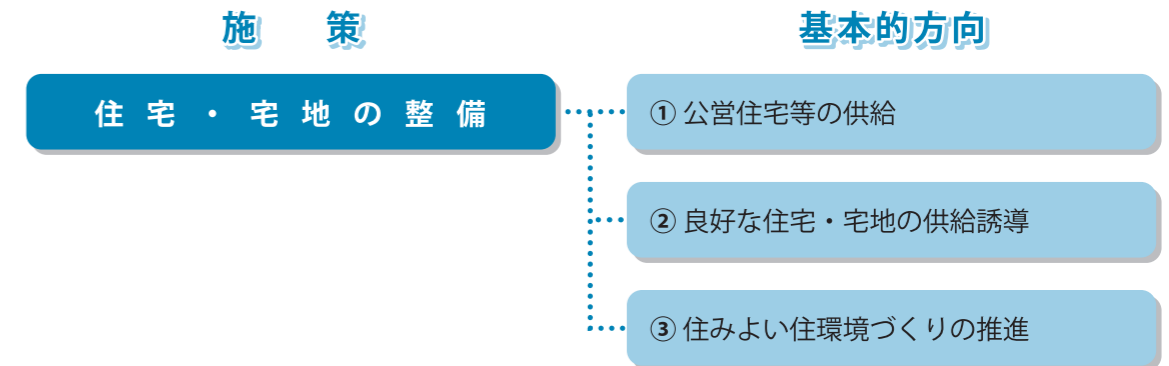 施　策
基本的方向
住宅・宅地の整備
① 公営住宅等の供給
② 良好な住宅・宅地の供給誘導
③ 住みよい住環境づくりの推進